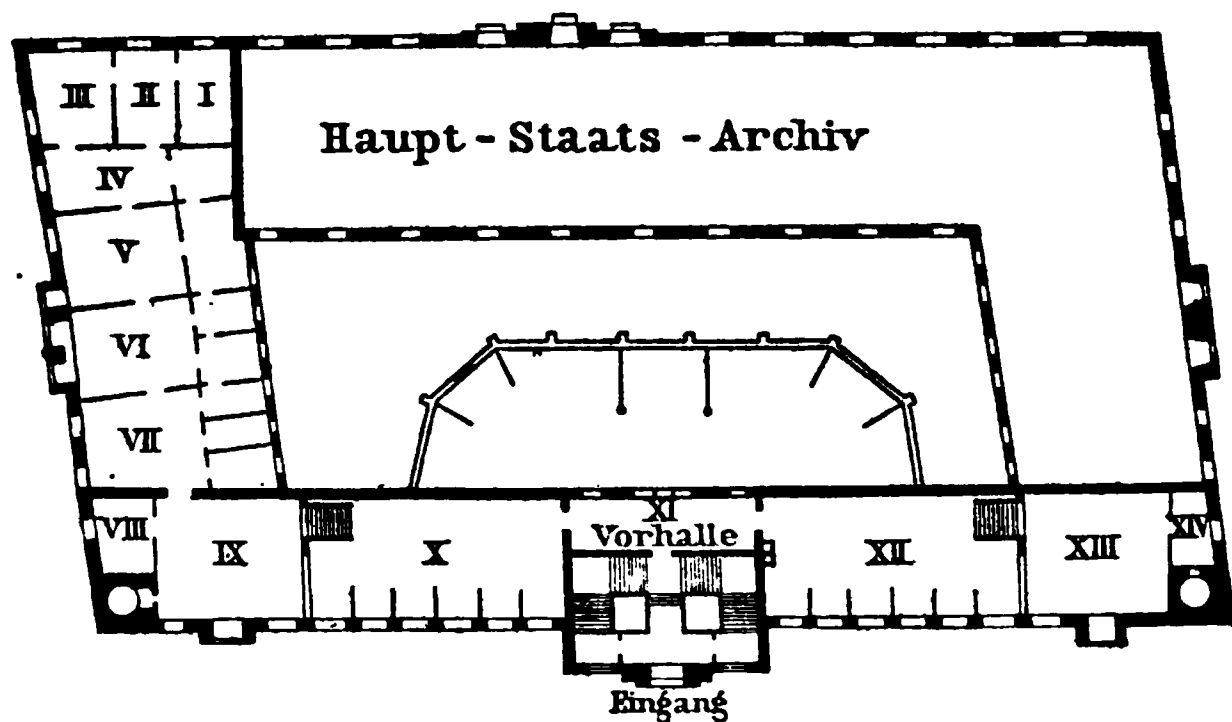 III II I
Haupt - Staats - Archiv
IV
V
VI
VII
VIII IX X XI XII XIII XIV
Vorhalle
Eingang